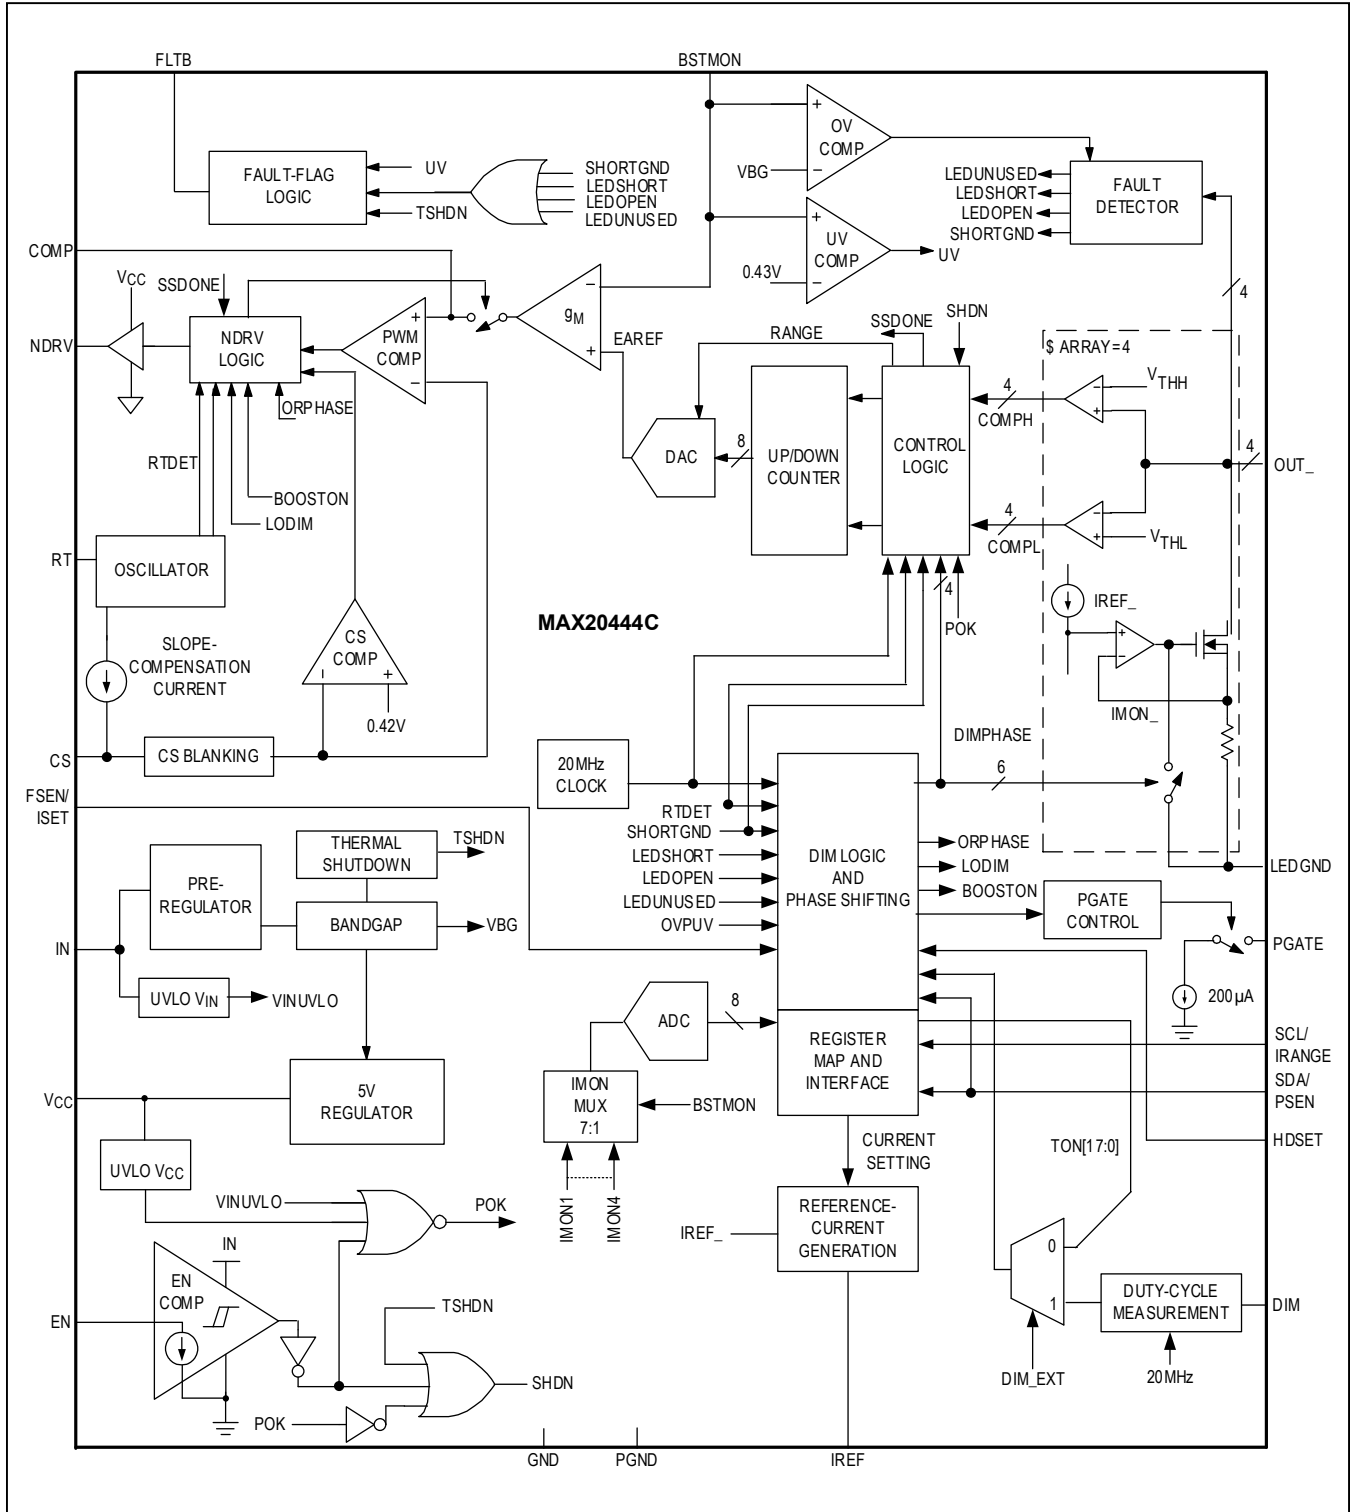 FLTB
BSTMON
FAULT-FLAG
LOGIC
UV
TSHDN
SHORTGND
LEDSHORT
LEDOPEN
LEDUNUSED
+
OV
COMP
VBG
−
+
UV
COMP
0.43V
−
UV
LEDUNUSED
LEDSHORT
LEDOPEN
SHORTGND
FAULT
DETECTOR
4
COMP
VCC
SSDONE
NDRV
NDRV
LOGIC
+
PWM
COMP
−
−
gM
+
EAREF
ORPHASE
RTDET
BOOSTON
LODIM
RANGE
SSDONE
SHDN
DAC
8
UP/DOWN
COUNTER
CONTROL
LOGIC
4
COMPH
4
COMPL
4
POK
$ ARRAY=4
−
+
VTHH
−
+
VTHL
4
OUT_
IREF_
+
−
IMON_
RT
OSCILLATOR
SLOPE-
COMPENSATION
CURRENT
CS
COMP
−
+
0.42V
CS
CS BLANKING
MAX20444C
FSEN/
ISET
20MHz
CLOCK
RTDET
SHORTGND
LEDSHORT
LEDOPEN
LEDUNUSED
OVPUV
DIM LOGIC
AND
PHASE SHIFTING
DIMPHASE
6
ORPHASE
LODIM
BOOSTON
LEDGND
PGATE
CONTROL
PGATE
200µA
THERMAL
SHUTDOWN
TSHDN
PRE-
REGULATOR
BANDGAP
VBG
IN
UVLO VIN
VINUVLO
ADC
8
REGISTER
MAP AND
INTERFACE
SCL/
IRANGE
SDA/
PSEN
HDSET
VCC
5V
REGULATOR
IMON
MUX
7:1
BSTMON
IMON1
IMON4
CURRENT
SETTING
TON[17:0]
UVLO VCC
VINUVLO
POK
IREF_
REFERENCE-
CURRENT
GENERATION
0
1
DIM_EXT
DUTY-CYCLE
MEASUREMENT
20MHz
DIM
EN
EN
COMP
IN
TSHDN
SHDN
POK
GND
PGND
IREF